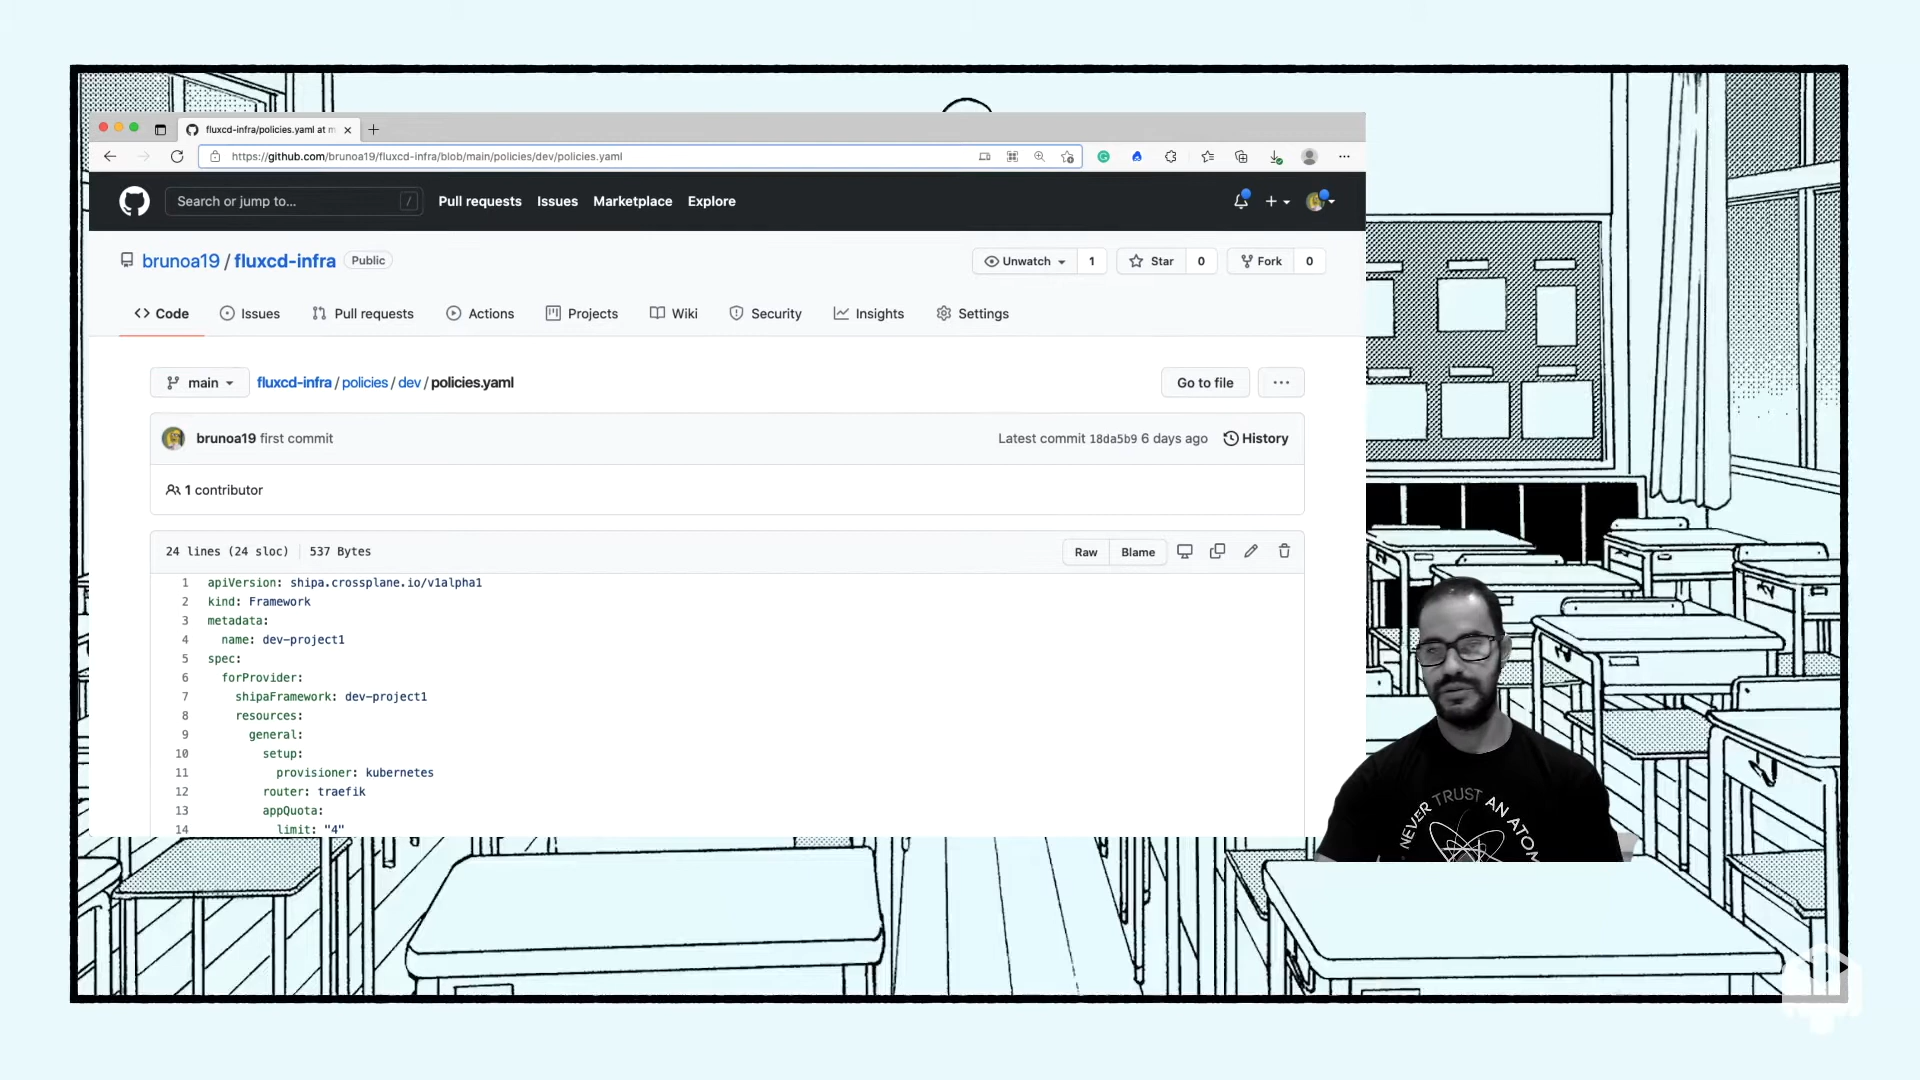 fluxcd-infra/policies.yaml at m
https://github.com/brunoa19/fluxcd-infra/blob/main/policies/dev/policies.yaml
Search or jump to... /
Pull requests Issues Marketplace Explore
brunoa19 / fluxcd-infra Public
Unwatch 1 Star 0 Fork 0
Code Issues Pull requests Actions Projects Wiki Security Insights Settings
main fluxcd-infra / policies / dev / policies.yaml Go to file
brunoa19 first commit Latest commit 18da5b9 6 days ago History
1 contributor
24 lines (24 sloc) 537 Bytes Raw Blame
1 apiVersion: shipa.crossplane.io/v1alpha1
2 kind: Framework
3 metadata:
4 name: dev-project1
5 spec:
6 forProvider:
7 shipaFramework: dev-project1
8 resources:
9 general:
10 setup:
11 provisioner: kubernetes
12 router: traefik
13 appQuota:
14 limit: "4"
NEVER TRUST AN ATOM